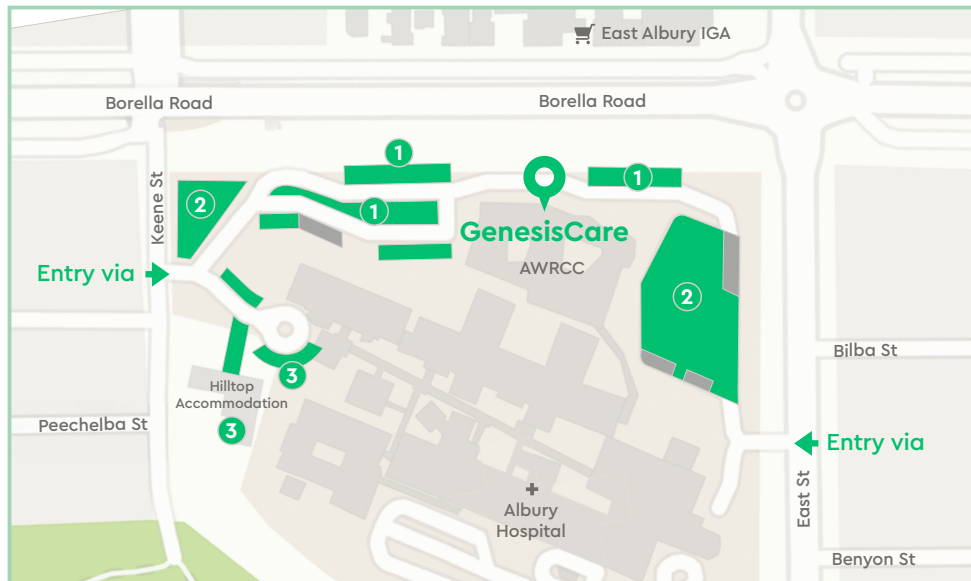 East Albury IGA
Borella Road
Borella Road
1
1
1
Keene St
2
GenesisCare
AWRCC
Entry via
2
Bilba St
3
Hilltop
Accommodation
3
Peechelba St
Entry via
East St
Albury
Hospital
Benyon St